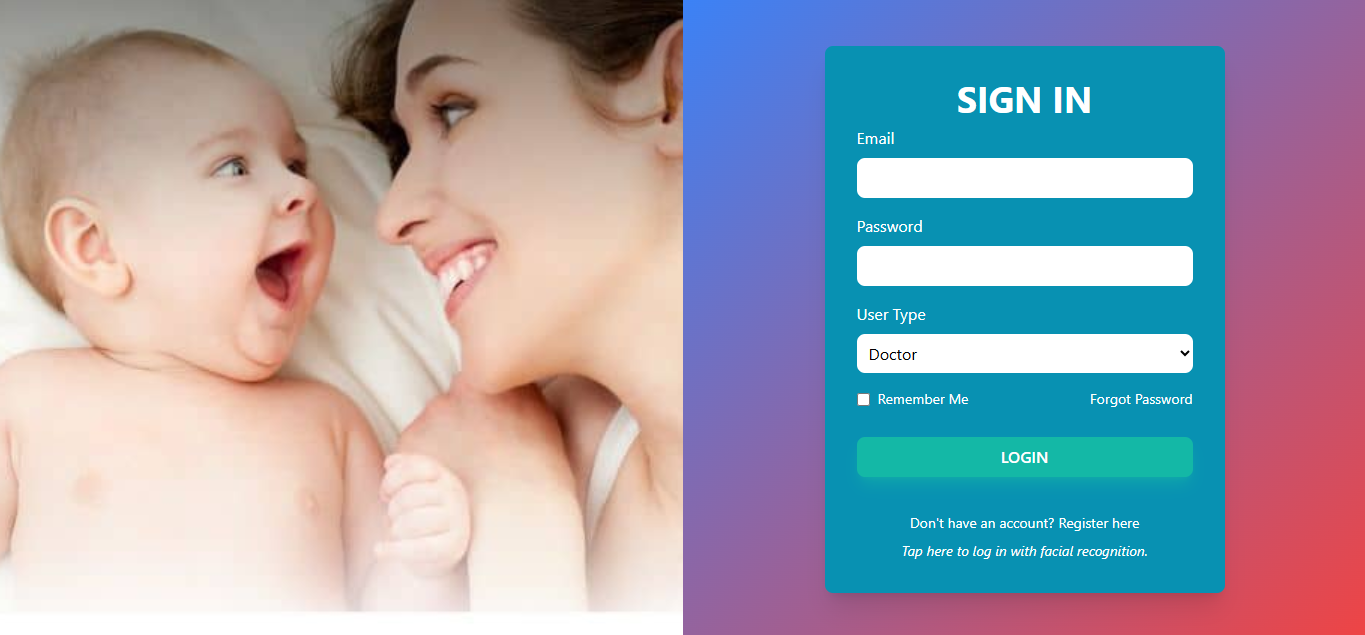 SIGN IN
Email
Password
User Type
Doctor
Remember Me
Forgot Password
LOGIN
Don't have an account? Register here
Tap here to log in with facial recognition.